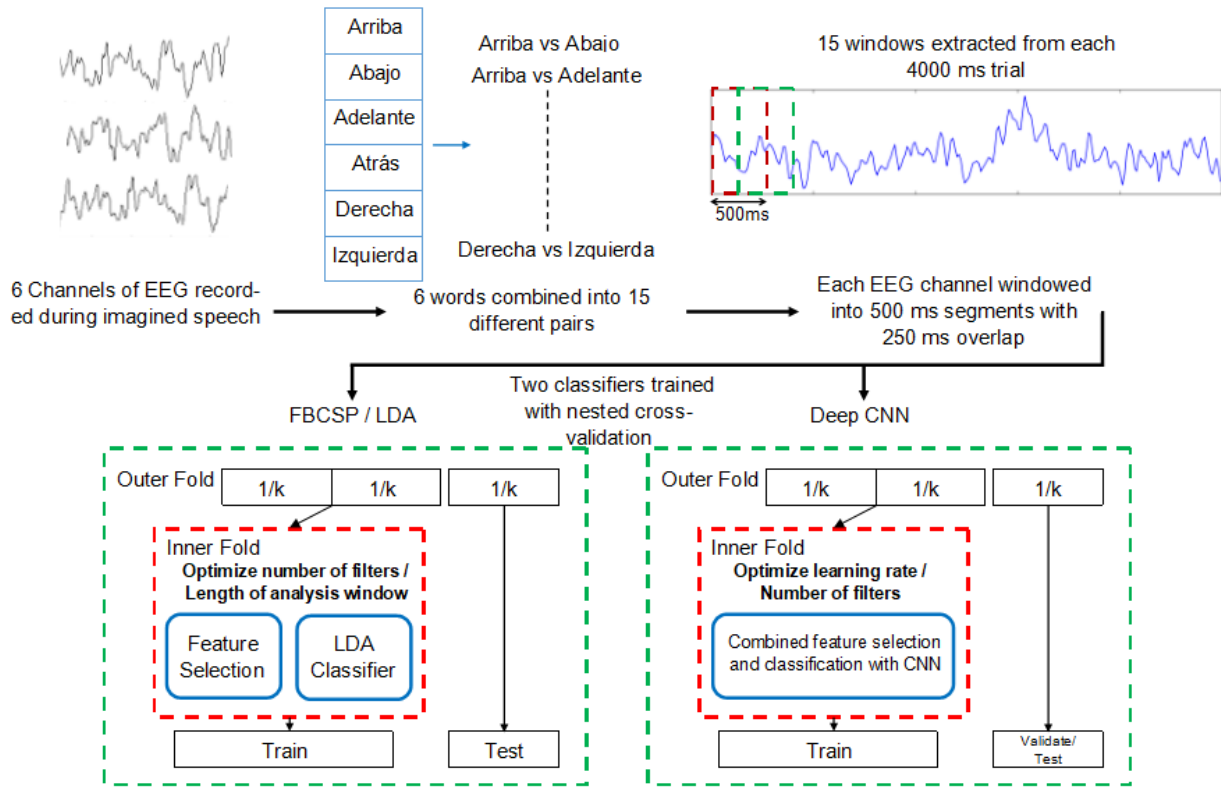 Arriba
Abajo
Adelante
Atrás
Derecha
Izquierda
Arriba vs Abajo
Arriba vs Adelante
Derecha vs Izquierda
15 windows extracted from each
4000 ms trial
500ms
6 Channels of EEG record-
ed during imagined speech
6 words combined into 15
different pairs
Each EEG channel windowed
into 500 ms segments with
250 ms overlap
Two classifiers trained
with nested cross-
validation
FBCSP / LDA
Deep CNN
Outer Fold
1/k
1/k
1/k
Inner Fold
Optimize number of filters /
Length of analysis window
Feature
Selection
LDA
Classifier
Train
Test
Outer Fold
1/k
1/k
1/k
Inner Fold
Optimize learning rate /
Number of filters
Combined feature selection
and classification with CNN
Train
Validate/
Test